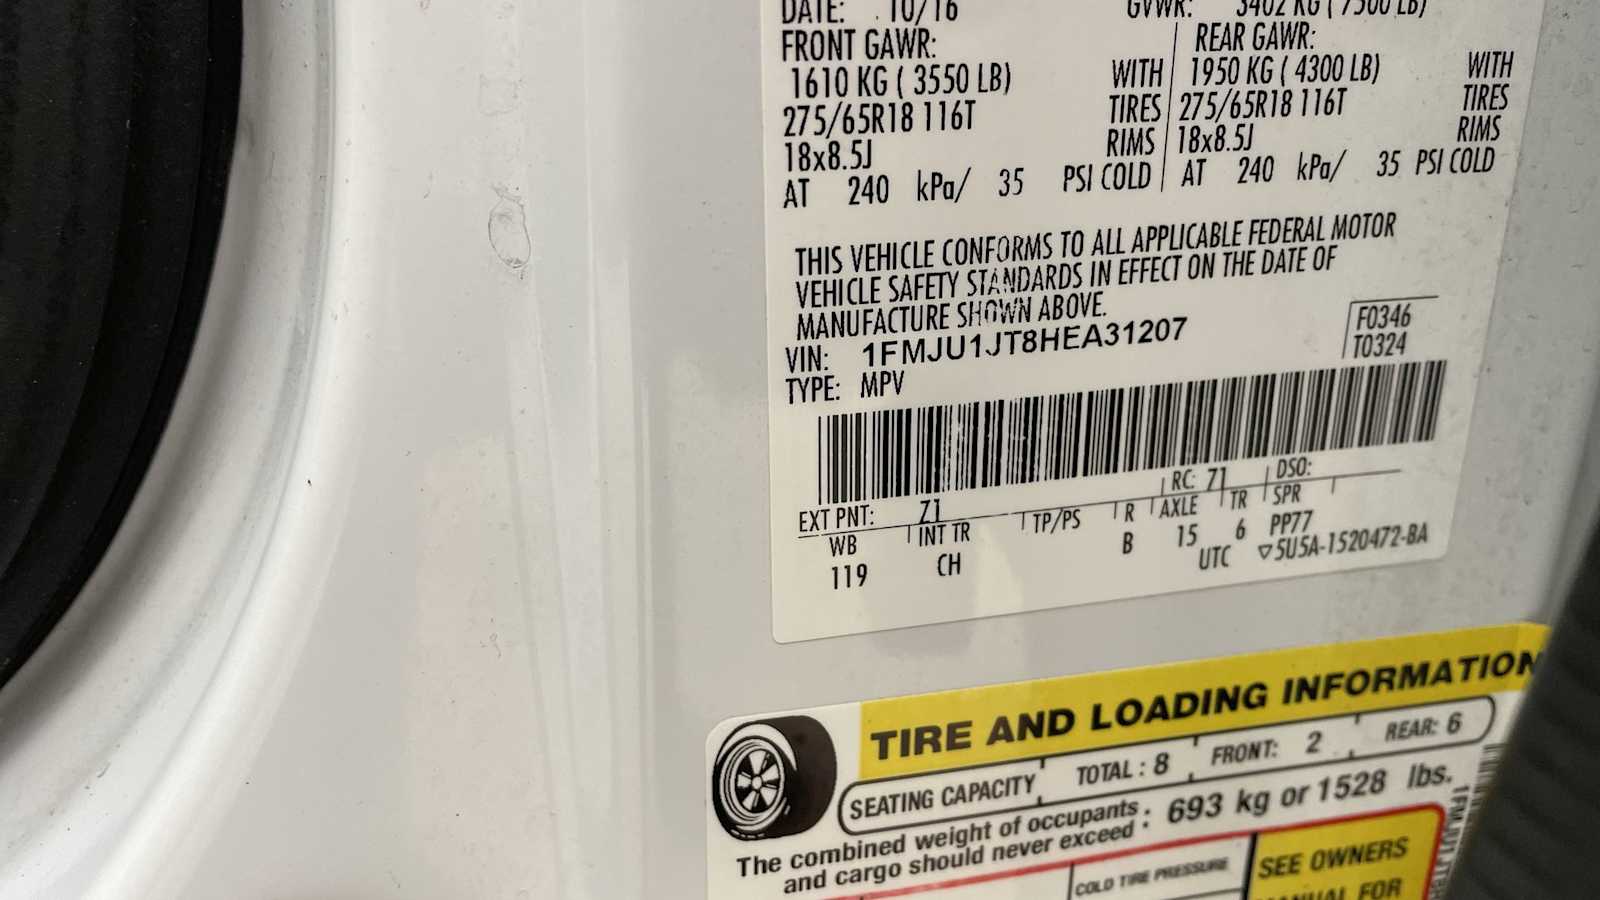 DATE: 10/16 GVWR: 3402 KG ( 7500 LB)
FRONT GAWR: REAR GAWR:
1610 KG ( 3550 LB) WITH 1950 KG ( 4300 LB) WITH
275/65R18 116T TIRES 275/65R18 116T TIRES
18x8.5J RIMS 18x8.5J RIMS
AT 240 kPa/ 35 PSI COLD AT 240 kPa/ 35 PSI COLD
THIS VEHICLE CONFORMS TO ALL APPLICABLE FEDERAL MOTOR
VEHICLE SAFETY STANDARDS IN EFFECT ON THE DATE OF
MANUFACTURE SHOWN ABOVE.
VIN: 1FMJU1JT8HEA31207 F0346
TYPE: MPV T0324
EXT PNT: Z1 RC: 71 DSO:
WB INT TR TP/PS R AXLE TR SPR
119 CH B 15 6 PP77
UTC ▽5U5A-1520472-BA
TIRE AND LOADING INFORMATION
SEATING CAPACITY TOTAL : 8 FRONT: 2 REAR: 6
The combined weight of occupants : 693 kg or 1528 lbs.
and cargo should never exceed :
COLD TIRE PRESSURE
SEE OWNERS
MANUAL FOR